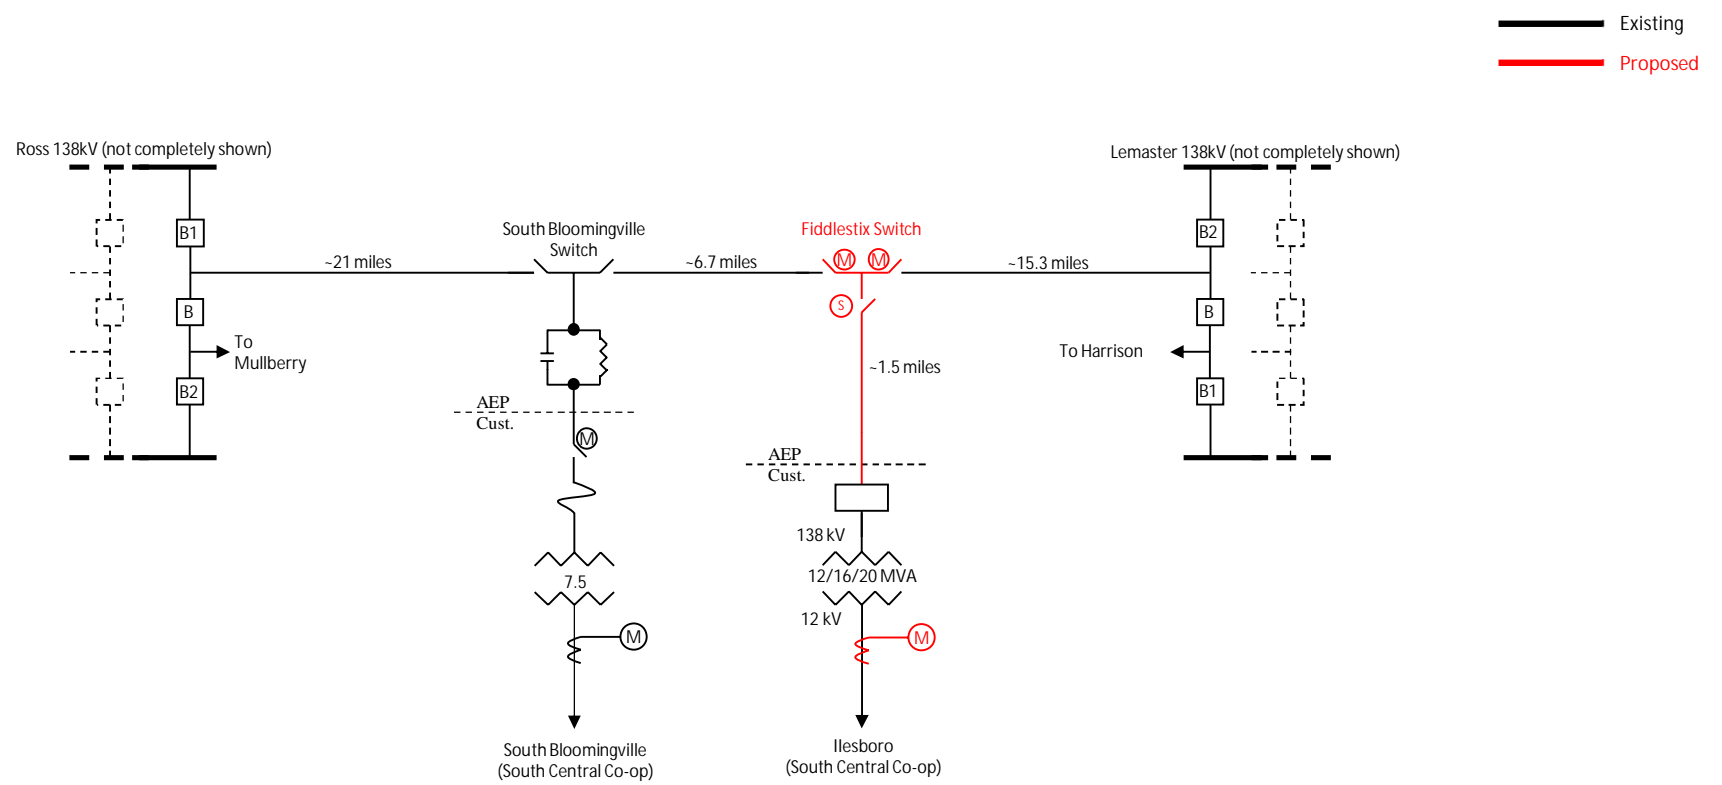 Existing
Proposed
Ross 138kV (not completely shown)
Lemaster 138kV (not completely shown)
South Bloomingville
Switch
Fiddlestix Switch
B1
B2
~21 miles
~6.7 miles
M
M
~15.3 miles
S
B
B
To
Mullberry
To Harrison
~1.5 miles
B2
B1
AEP
Cust.
M
AEP
Cust.
138 kV
7.5
12/16/20 MVA
12 kV
M
M
South Bloomingville
(South Central Co-op)
Ilesboro
(South Central Co-op)